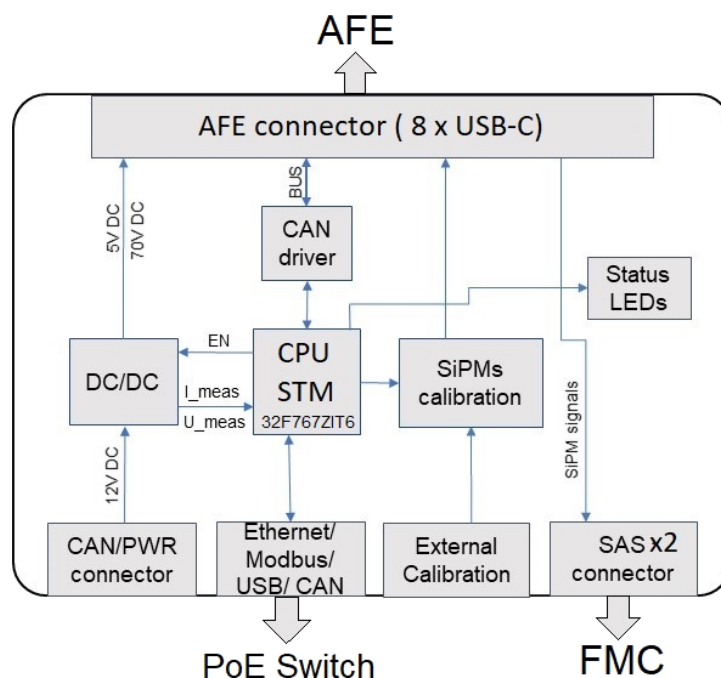 AFE
AFE connector ( 8 x USB-C)
5V DC
70V DC
BUS
CAN
driver
Status
LEDs
EN
CPU
STM
32F767ZIT6
DC/DC
I_meas
U_meas
SiPMs
calibration
12V DC
SiPM signals
CAN/PWR
connector
Ethernet/
Modbus/
USB/ CAN
External
Calibration
SAS x2
connector
PoE Switch
FMC